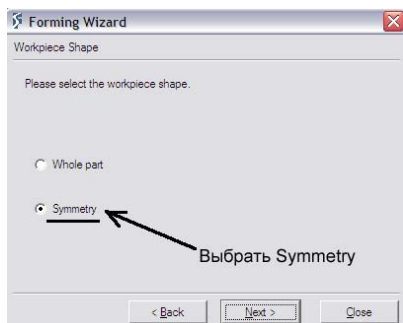 Forming Wizard
Workpiece Shape
Please select the workpiece shape.
Whole part
Symmetry
Выбрать Symmetry
< Back
Next >
Close